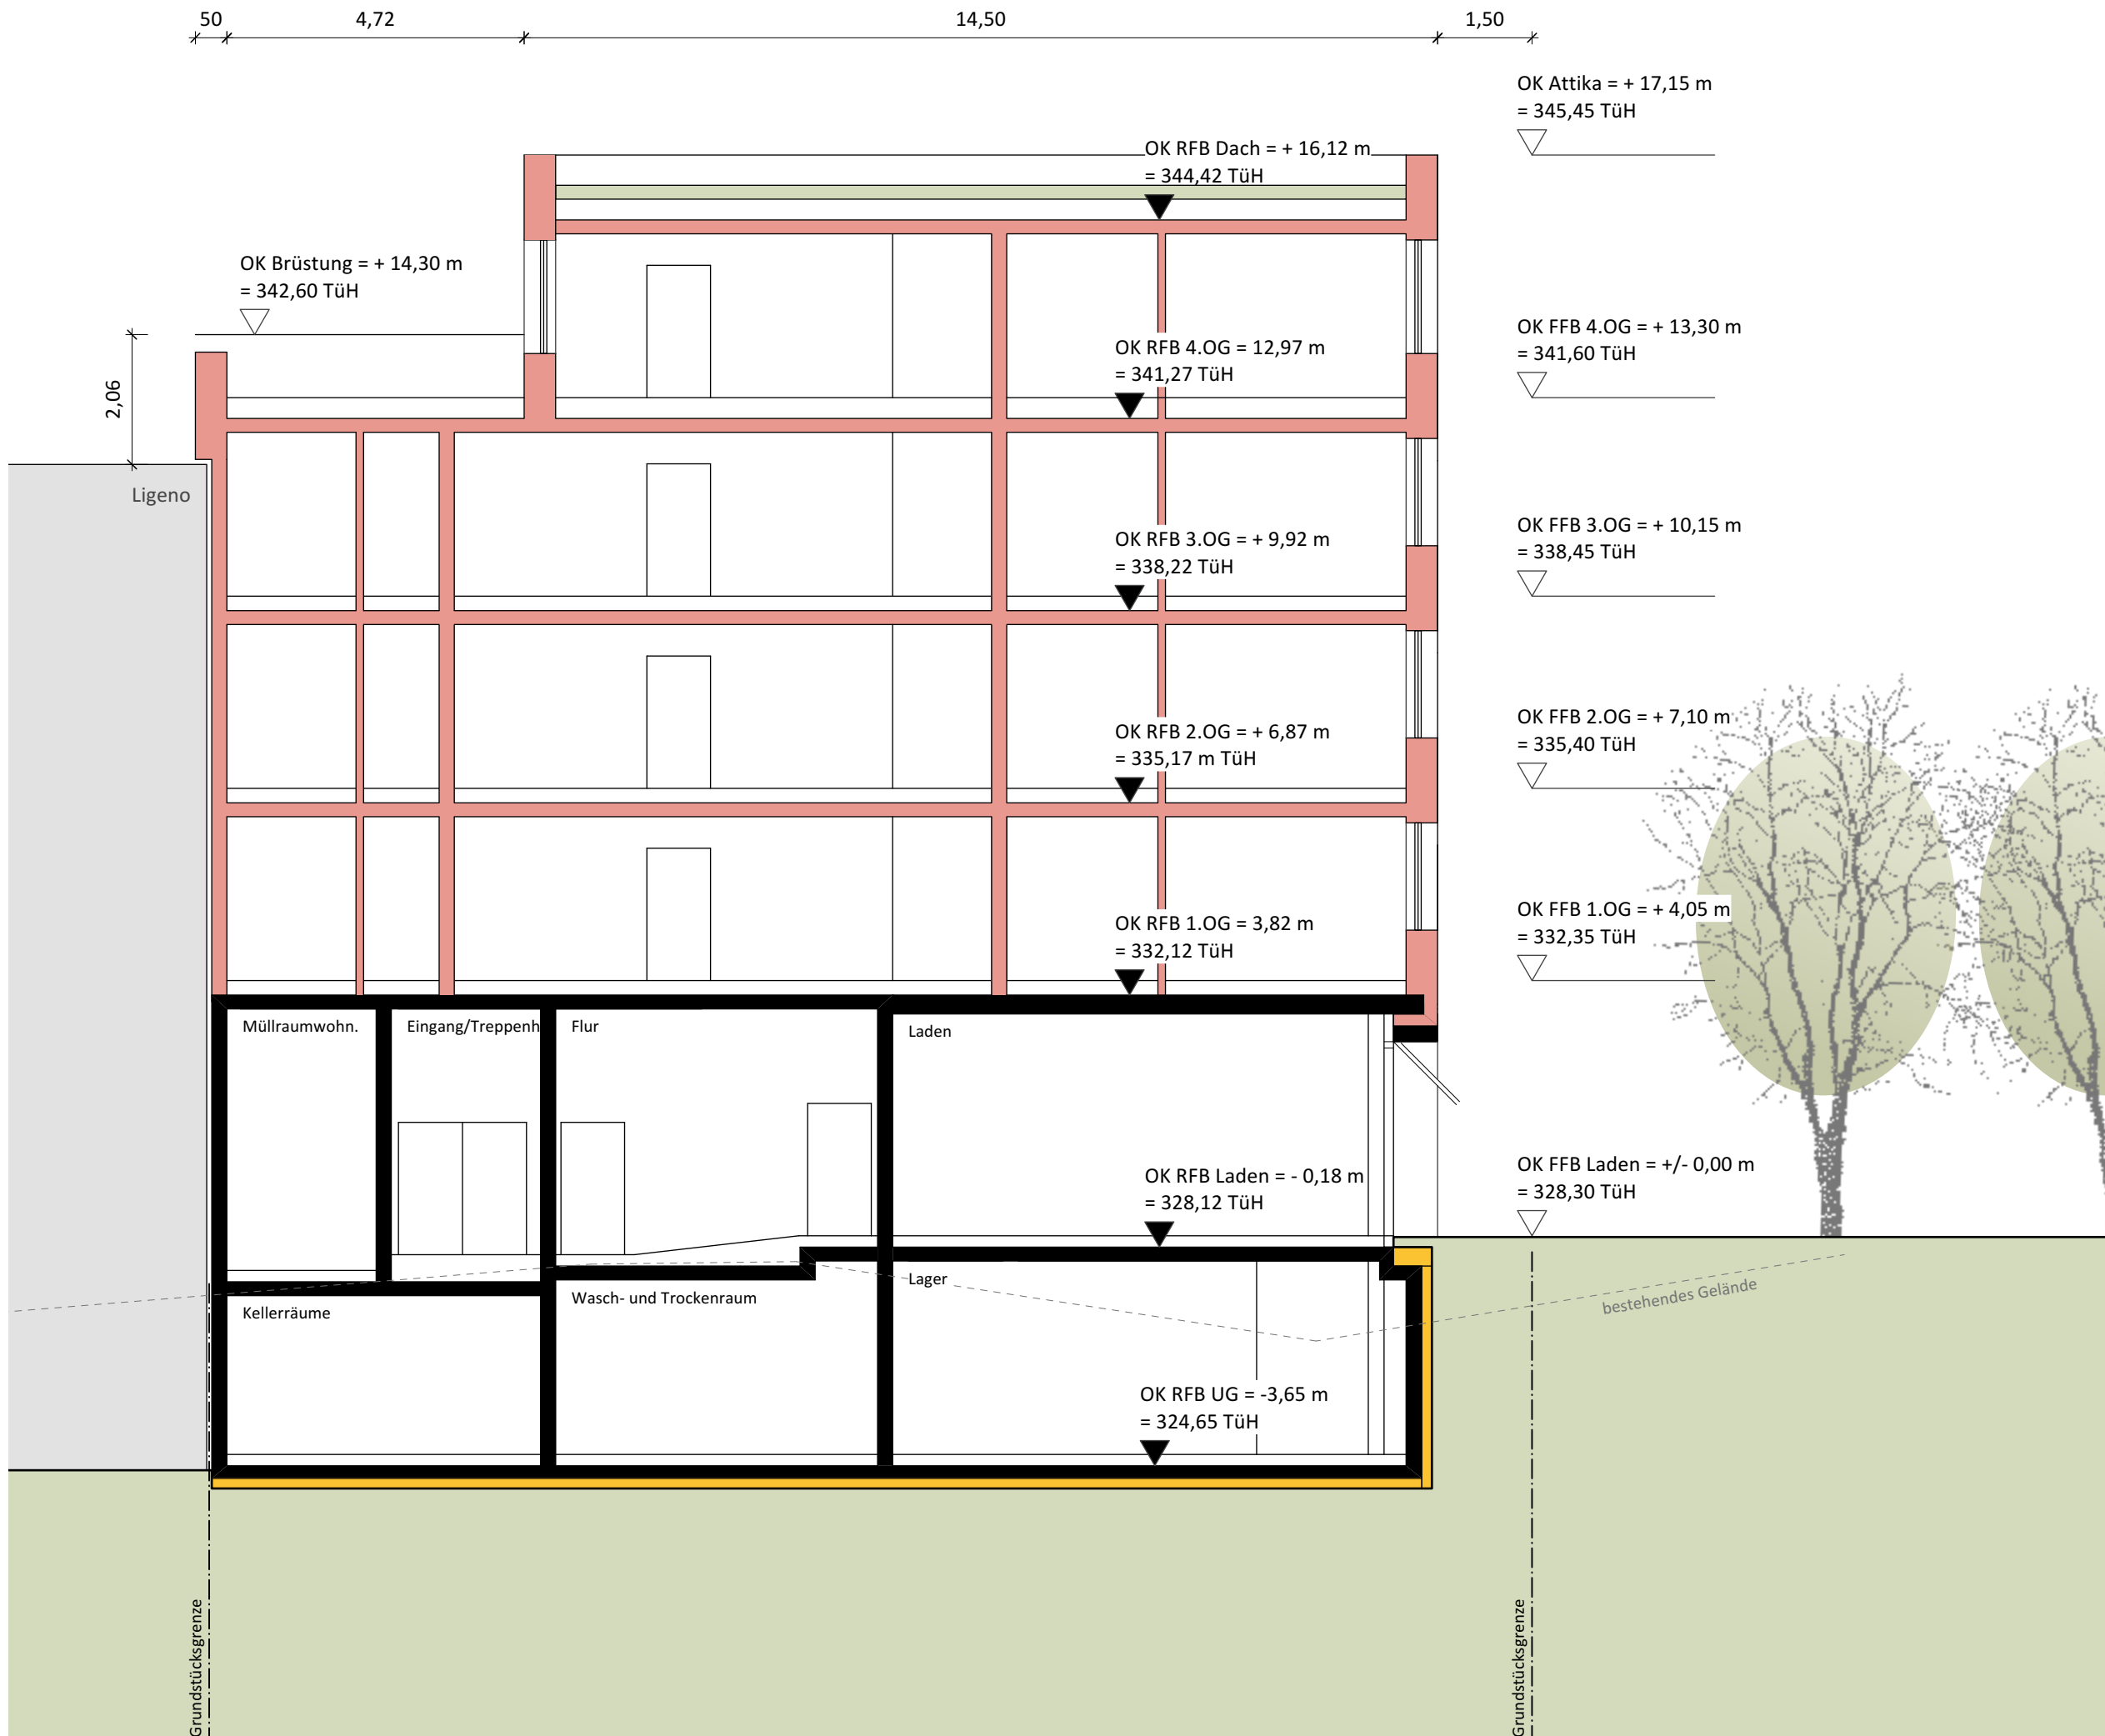 50 4,72 14,50 1,50
OK Attika = + 17,15 m
= 345,45 TüH
OK RFB Dach = + 16,12 m
= 344,42 TüH
OK Brüstung = + 14,30 m
= 342,60 TüH
OK FFB 4.OG = + 13,30 m
= 341,60 TüH
OK RFB 4.OG = 12,97 m
= 341,27 TüH
2,06
Ligeno
OK FFB 3.OG = + 10,15 m
= 338,45 TüH
OK RFB 3.OG = + 9,92 m
= 338,22 TüH
OK FFB 2.OG = + 7,10 m
= 335,40 TüH
OK RFB 2.OG = + 6,87 m
= 335,17 m TüH
OK FFB 1.OG = + 4,05 m
= 332,35 TüH
OK RFB 1.OG = 3,82 m
= 332,12 TüH
Müllraumwohn.
Eingang/Treppenh
Flur
Laden
OK FFB Laden = +/- 0,00 m
= 328,30 TüH
OK RFB Laden = - 0,18 m
= 328,12 TüH
Lager
Wasch- und Trockenraum
Kellerräume
bestehendes Gelände
OK RFB UG = -3,65 m
= 324,65 TüH
Grundstücksgrenze
Grundstücksgrenze